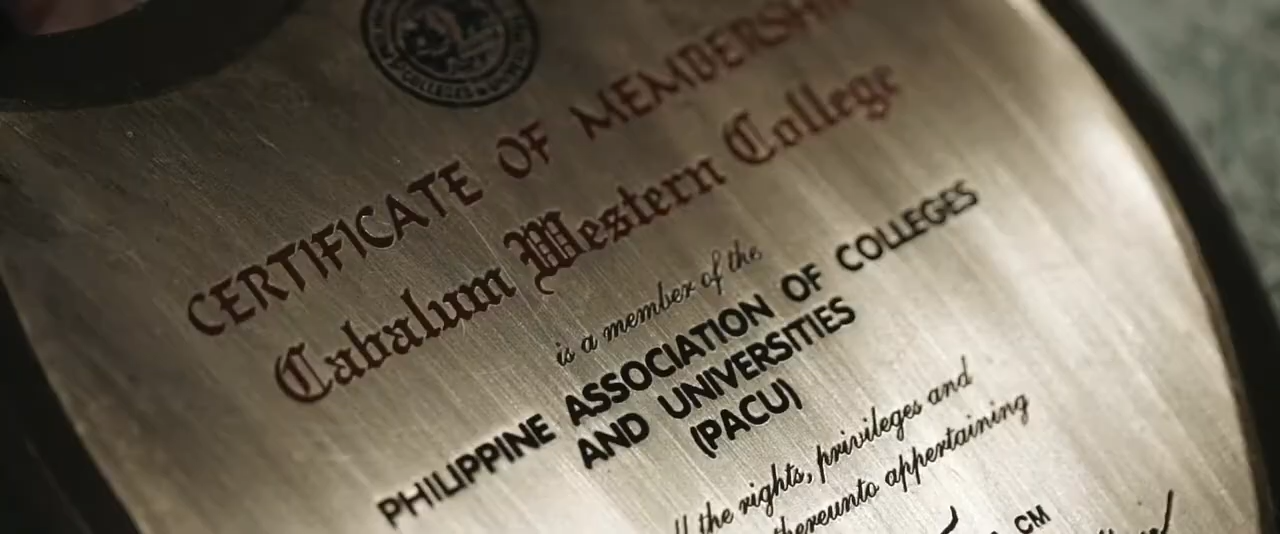 CERTIFICATE OF MEMBERSHIP
Cabalum Western College
is a member of the
PHILIPPINE ASSOCIATION OF COLLEGES
AND UNIVERSITIES
(PACU)
the rights, privileges and
thereunto appertaining
CM